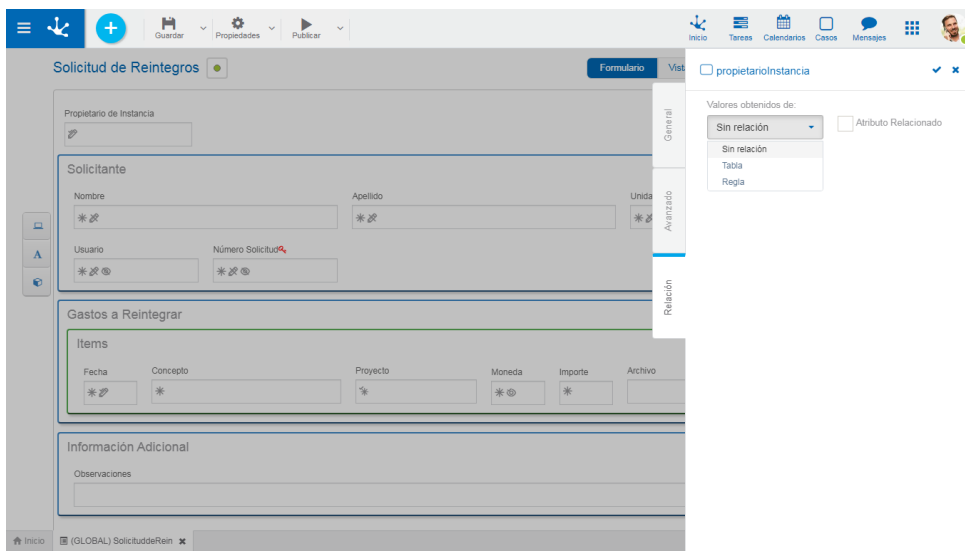 Guardar
Propiedades
Publicar
Inicio
Tareas
Calendarios
Casos
Mensajes
Solicitud de Reintegros
Formulario
Vist
propietarioInstancia
Propietario de Instancia
Valores obtenidos de:
Sin relación
Atributo Relacionado
Sin relación
Tabla
Regla
General
Avanzado
Relación
Solicitante
Nombre
Apellido
Unida
Usuario
Número Solicitud
A
Gastos a Reintegrar
Items
Fecha
Concepto
Proyecto
Moneda
Importe
Archivo
Información Adicional
Observaciones
Inicio
(GLOBAL) SolicituddeRein